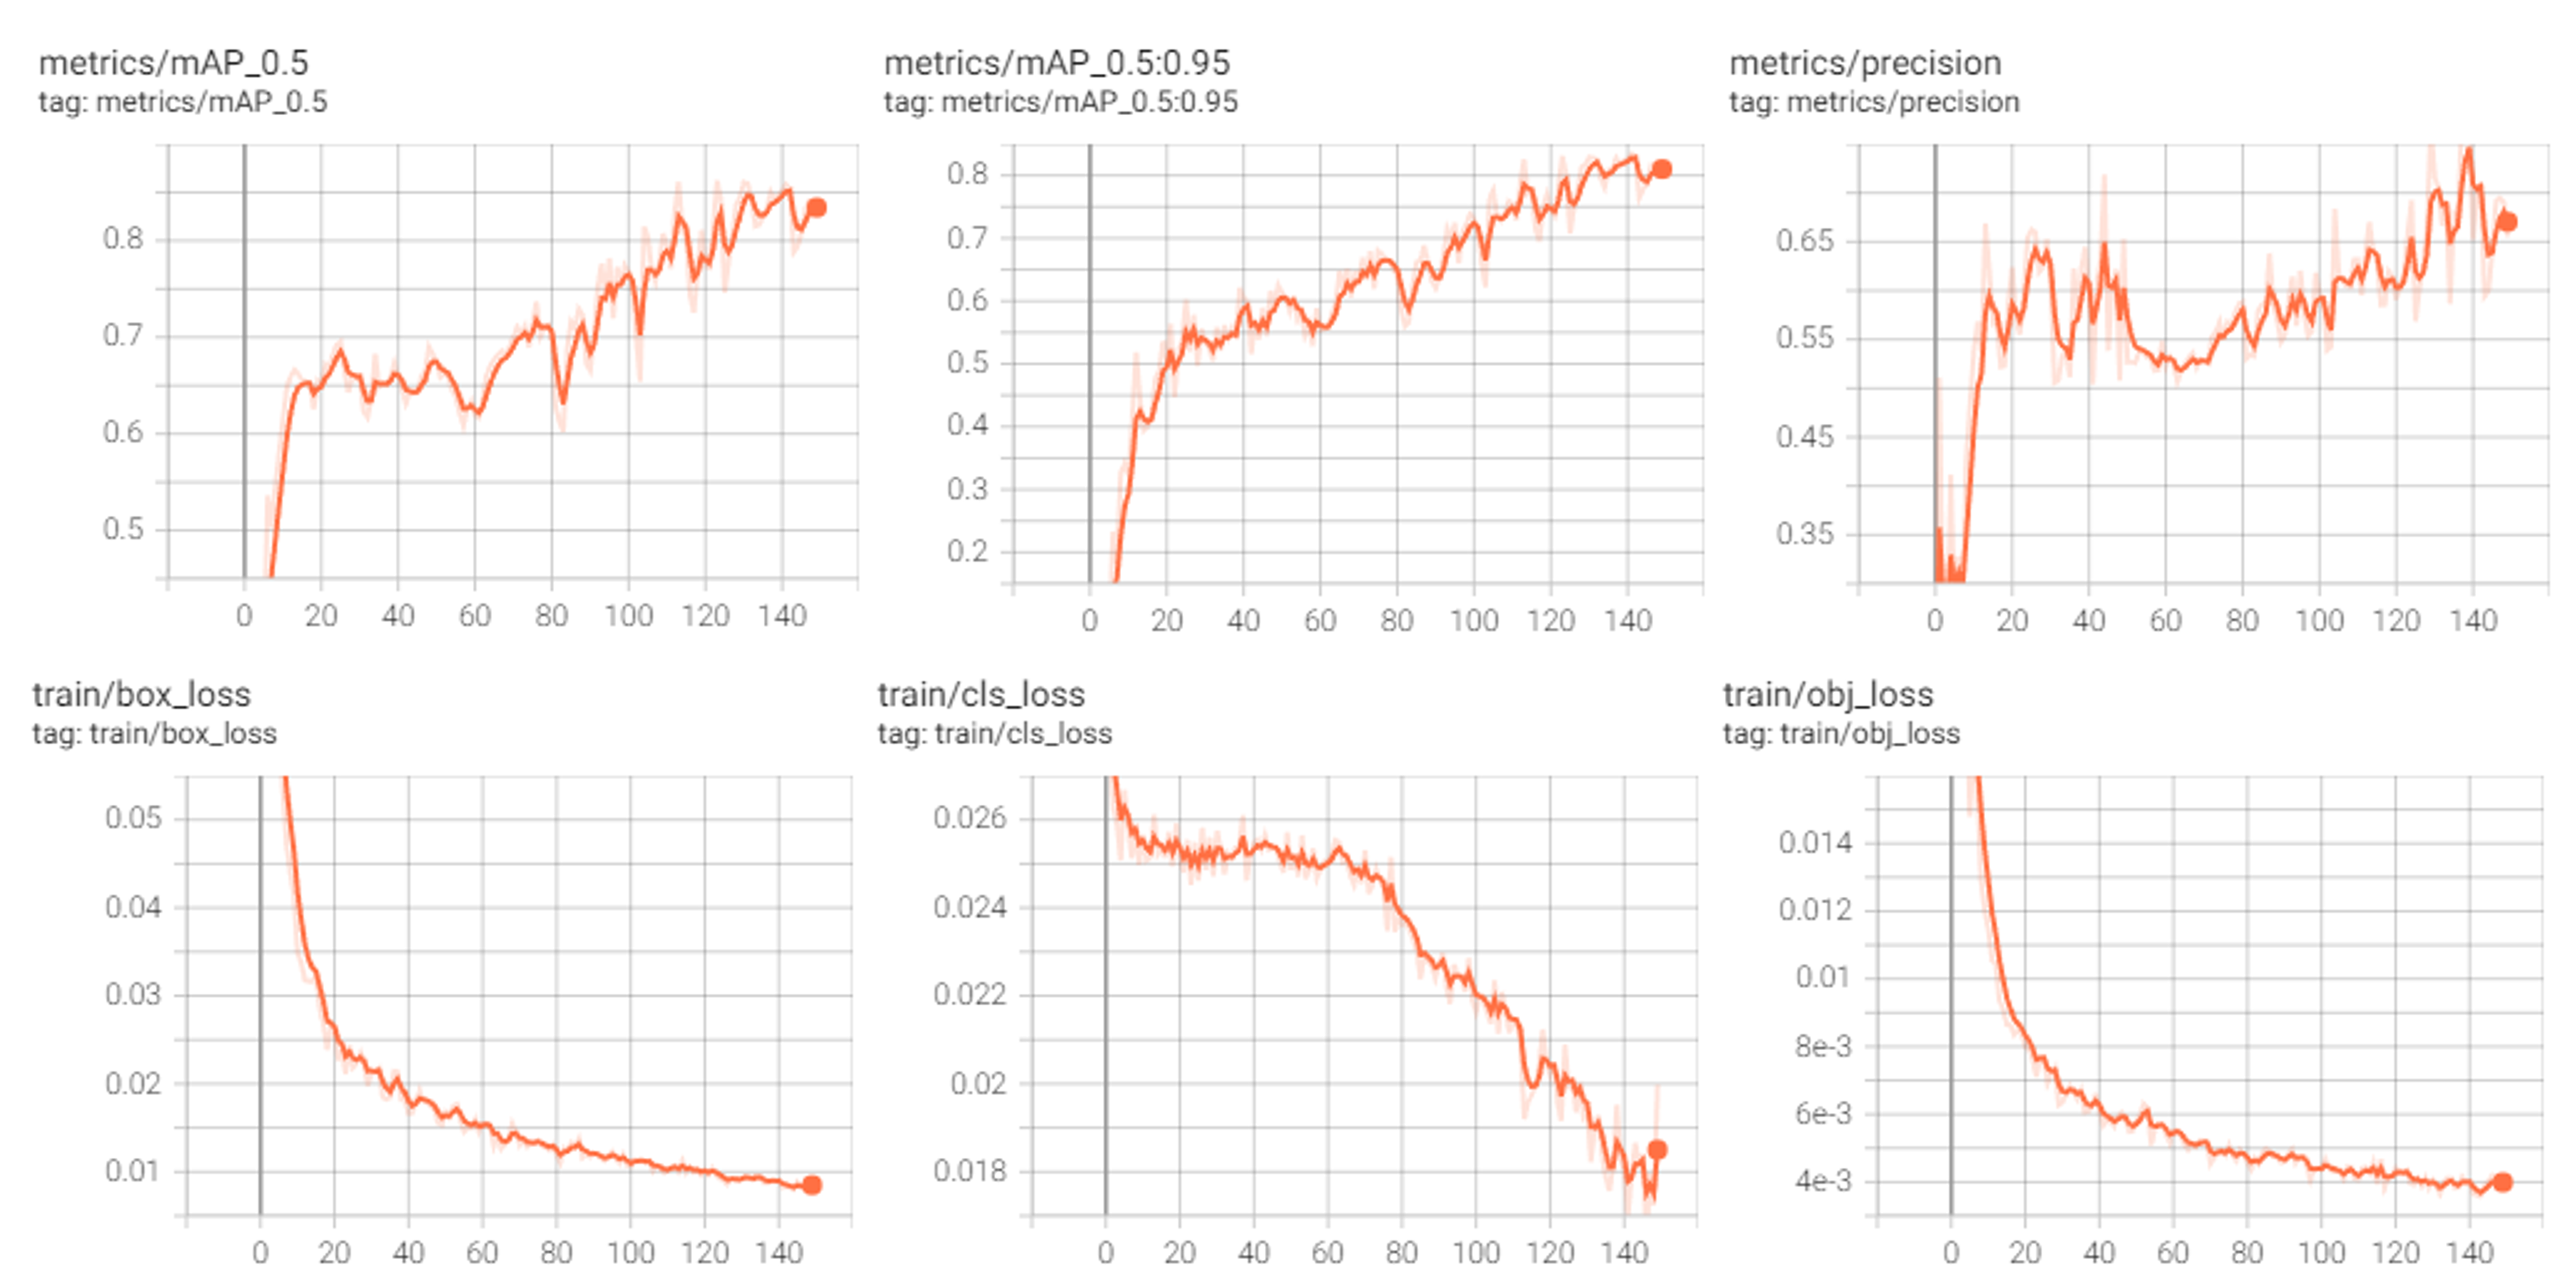 metrics/mAP_0.5
tag: metrics/mAP_0.5
0.8
0.7
0.6
0.5
0 20 40 60 80 100 120 140
metrics/mAP_0.5:0.95
tag: metrics/mAP_0.5:0.95
0.8
0.7
0.6
0.5
0.4
0.3
0.2
0 20 40 60 80 100 120 140
metrics/precision
tag: metrics/precision
0.65
0.55
0.45
0.35
0 20 40 60 80 100 120 140
train/box_loss
tag: train/box_loss
0.05
0.04
0.03
0.02
0.01
0 20 40 60 80 100 120 140
train/cls_loss
tag: train/cls_loss
0.026
0.024
0.022
0.02
0.018
0 20 40 60 80 100 120 140
train/obj_loss
tag: train/obj_loss
0.014
0.012
0.01
8e-3
6e-3
4e-3
0 20 40 60 80 100 120 140